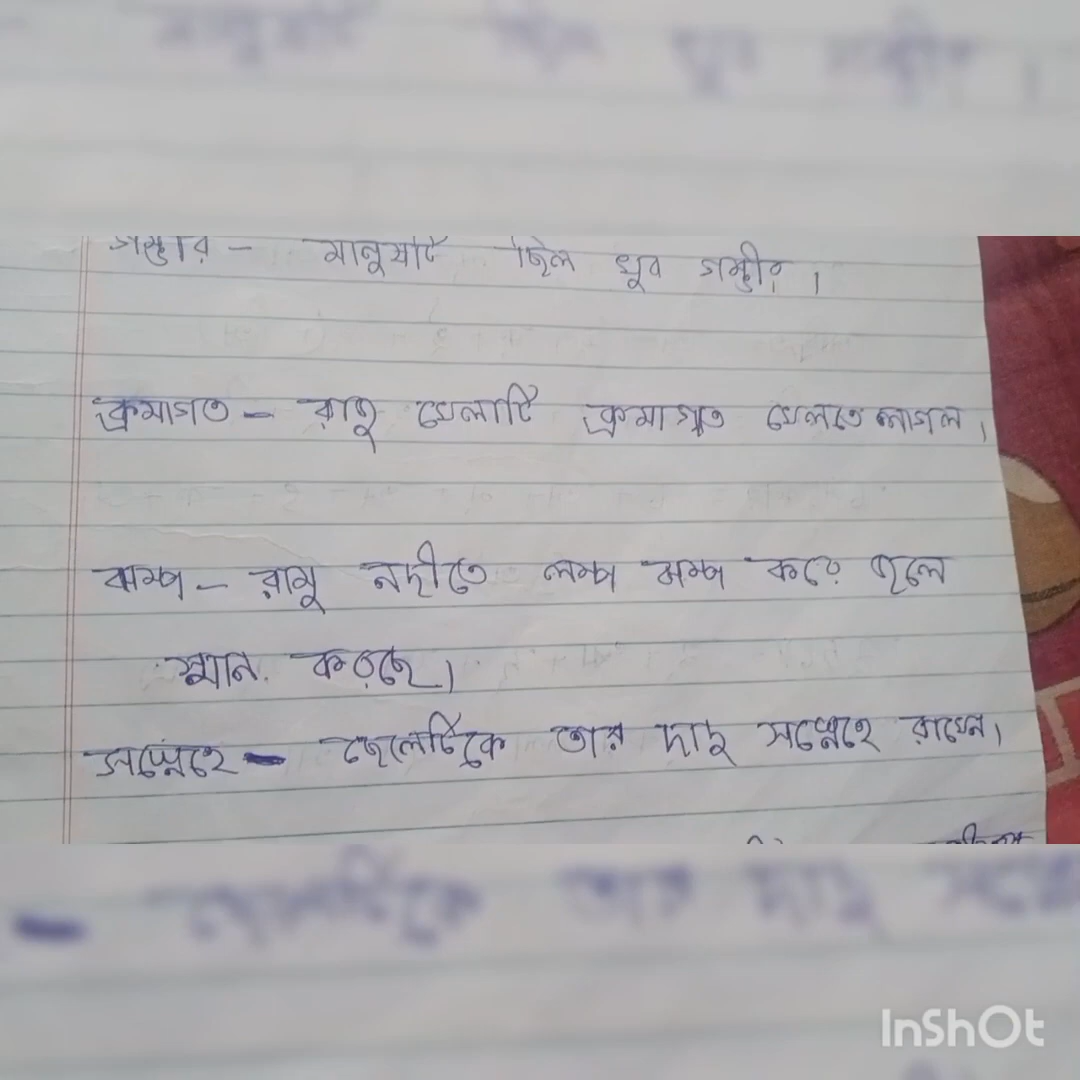 গম্ভীর - মানুষটি ছিল খুব গম্ভীর।
ক্রমাগত - রাহু খেলাটি ক্রমাগত খেলতে লাগল।
ঝম্প - রামু নদীতে লম্প ঝম্প করে জলে
স্নান করছে।
সস্নেহে - ছেলেটিকে তার দাদু সস্নেহে রাখেন।
InShOt